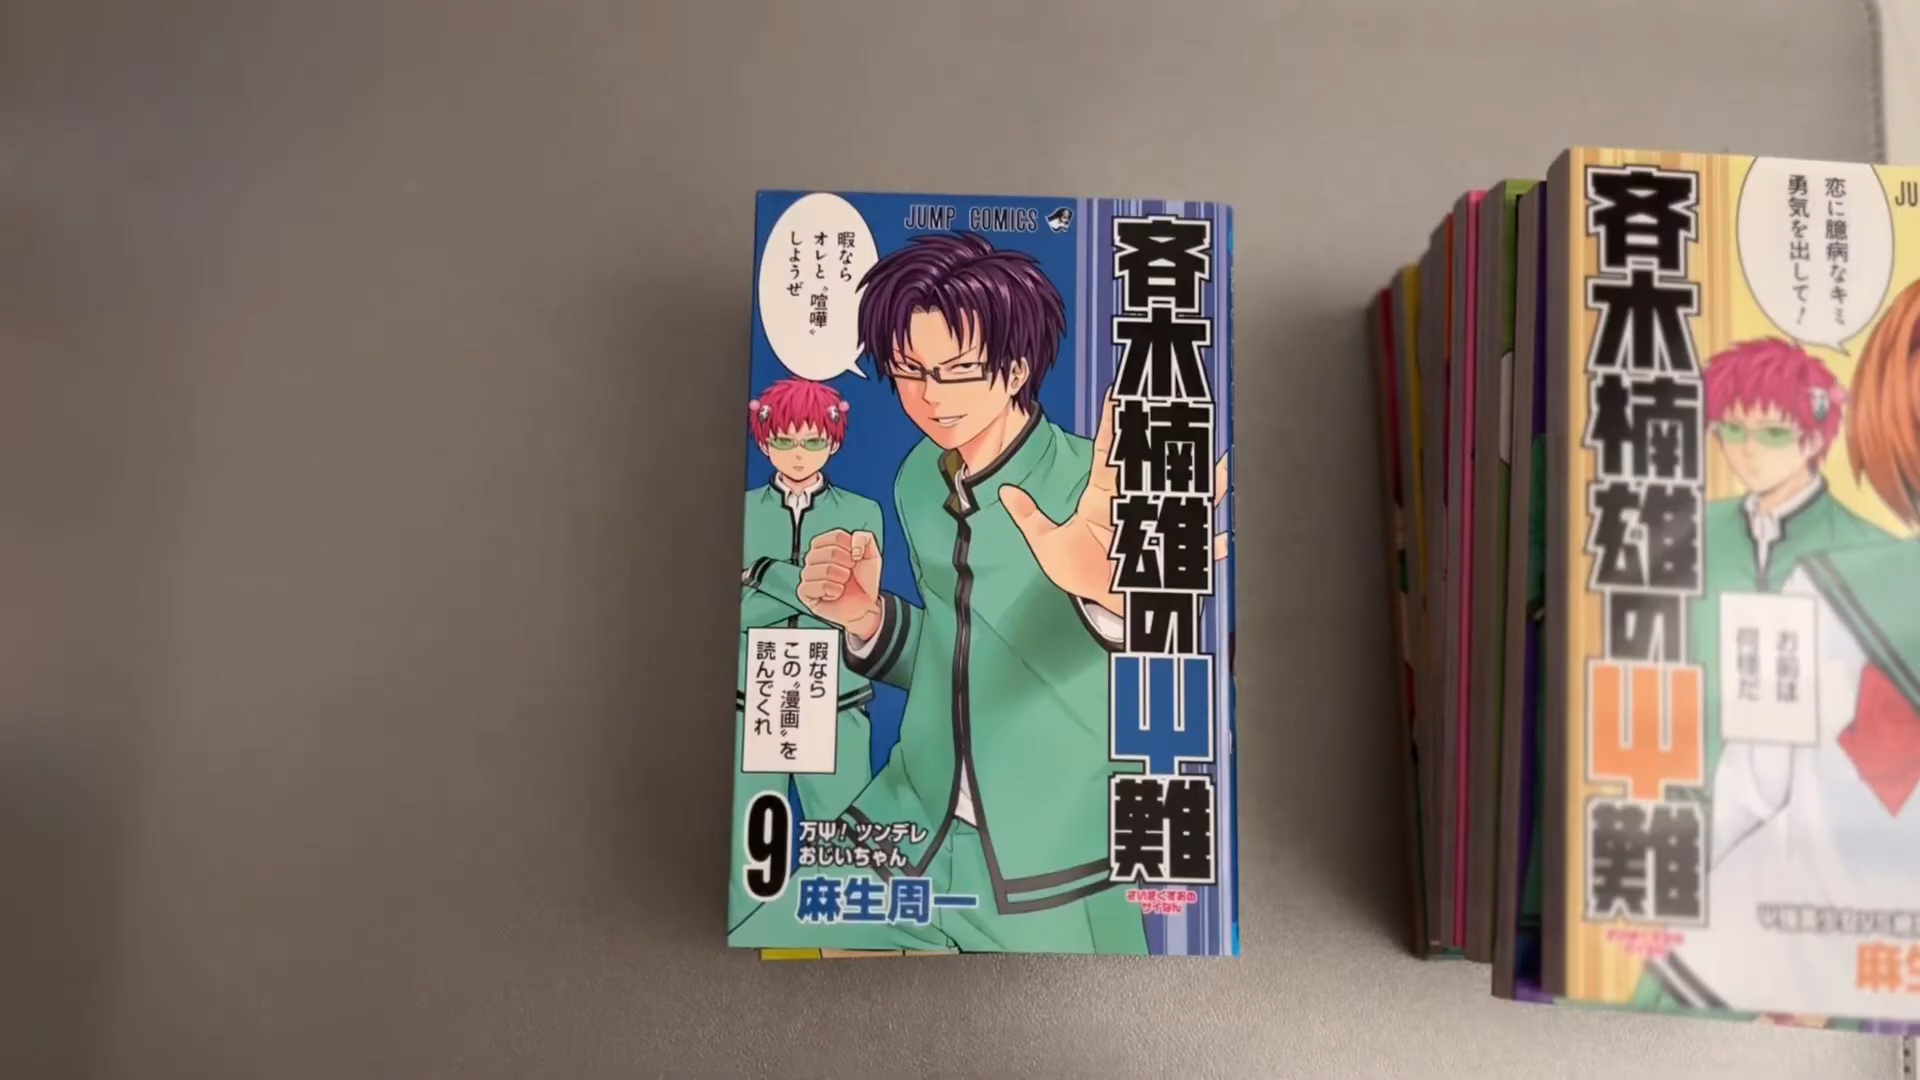 JUMP COMICS
暇なら
オレと“喧嘩”
しようぜ
斉木楠雄のΨ難
さいきくすおの
サイなん
暇なら
この“漫画”を
読んでくれ
9
万Ψ! ツンデレ
おじいちゃん
麻生周一
斉木楠雄のΨ難
恋に臆病なキミ
勇気を出して!
JU
お前は
何様だ
麻生